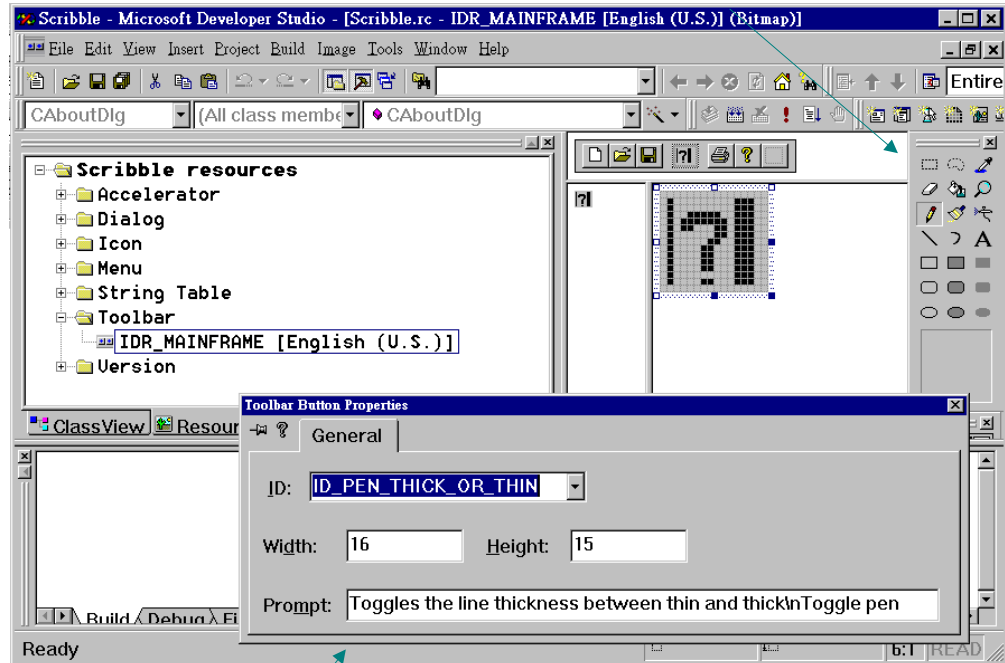 Scribble - Microsoft Developer Studio - [Scribble.rc - IDR_MAINFRAME [English (U.S.)] (Bitmap)]
File Edit View Insert Project Build Image Tools Window Help
Entire
CAboutDlg
(All class membe
CAboutDlg
Scribble resources
Accelerator
Dialog
Icon
Menu
String Table
Toolbar
IDR_MAINFRAME [English (U.S.)]
Version
ClassView
Resour
Toolbar Button Properties
General
ID: ID_PEN_THICK_OR_THIN
Width: 16 Height: 15
Prompt: Toggles the line thickness between thin and thick\nToggle pen
Build Debug Fi
Ready
6:1 READ